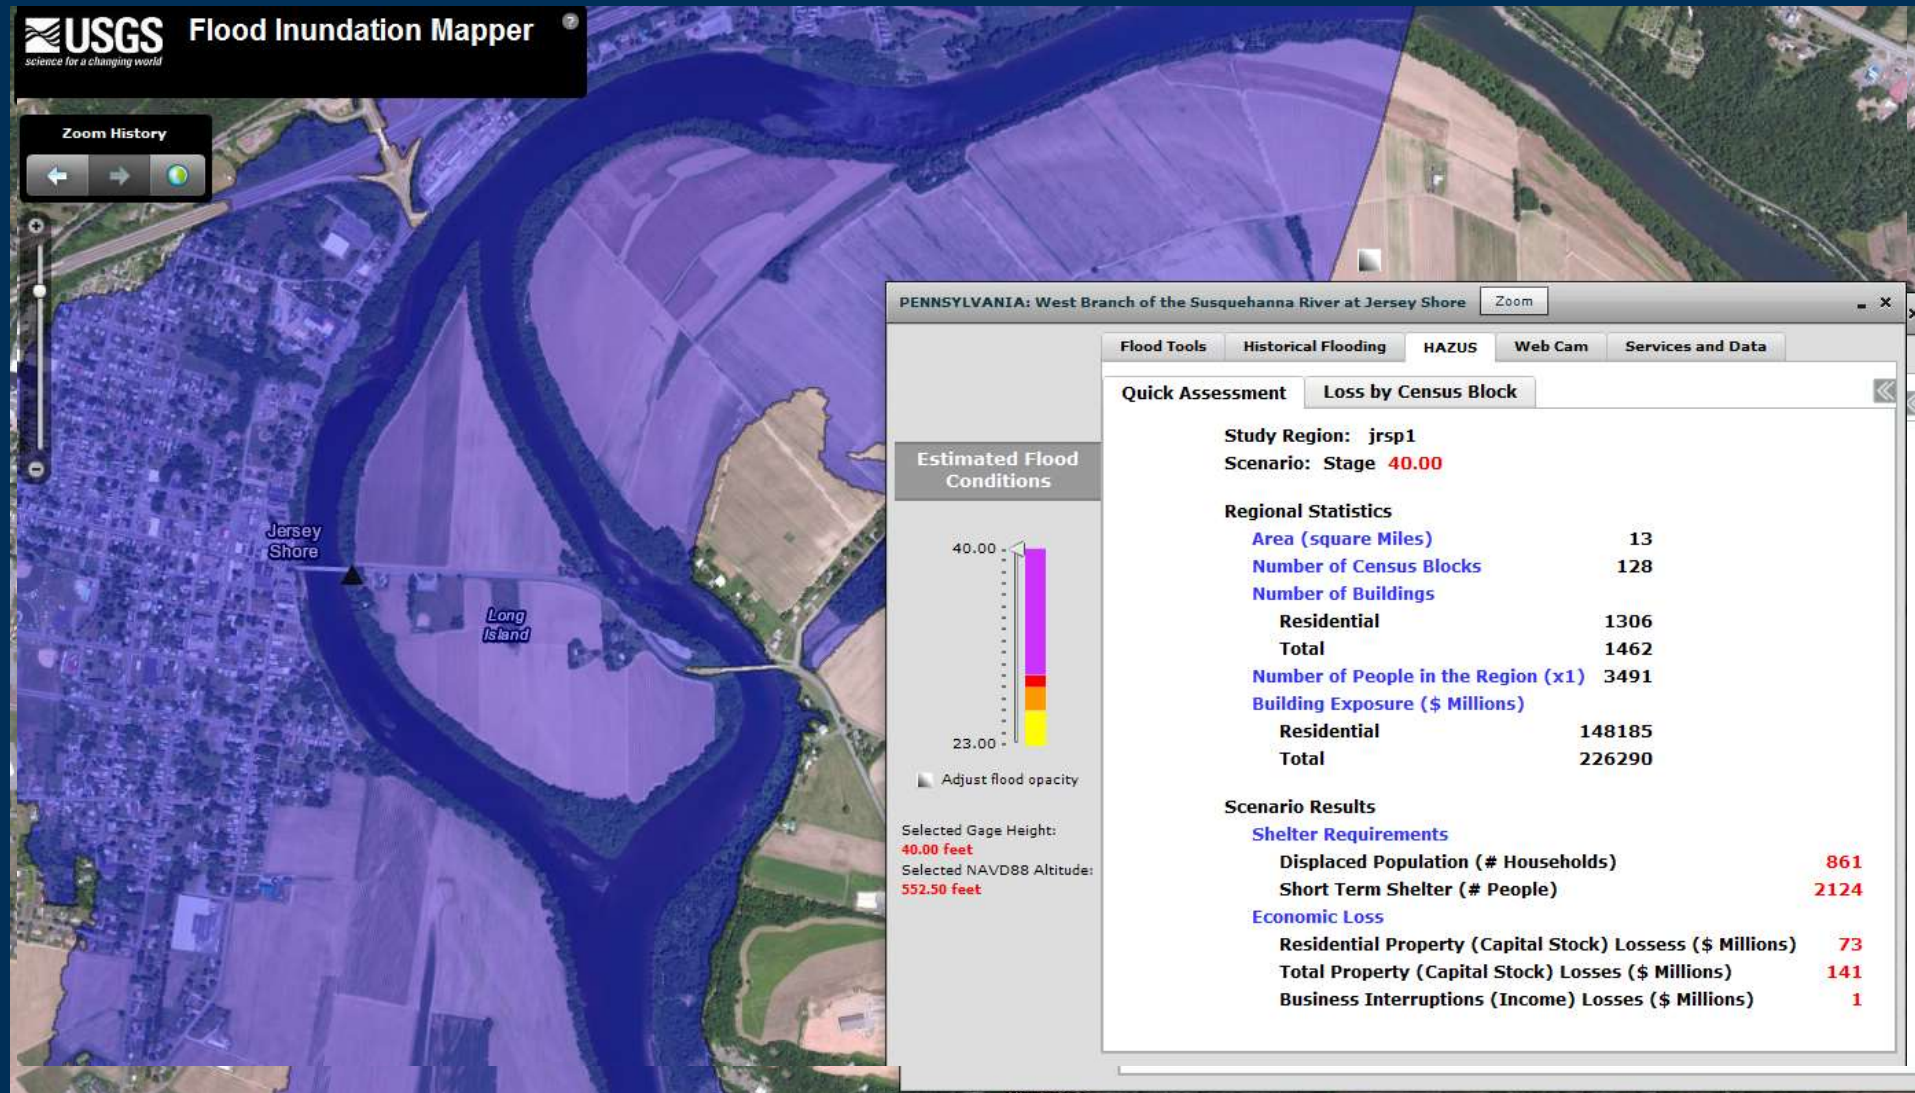 USGS
science for a changing world
Flood Inundation Mapper
?
Zoom History
Jersey
Shore
Long
Island
PENNSYLVANIA: West Branch of the Susquehanna River at Jersey Shore Zoom
Flood Tools Historical Flooding HAZUS Web Cam Services and Data
Quick Assessment Loss by Census Block
Estimated Flood
Conditions
40.00
23.00
Adjust flood opacity
Selected Gage Height:
40.00 feet
Selected NAVD88 Altitude:
552.50 feet
Study Region: jrsp1
Scenario: Stage 40.00
Regional Statistics
Area (square Miles) 13
Number of Census Blocks 128
Number of Buildings
Residential 1306
Total 1462
Number of People in the Region (x1) 3491
Building Exposure ($ Millions)
Residential 148185
Total 226290
Scenario Results
Shelter Requirements
Displaced Population (# Households) 861
Short Term Shelter (# People) 2124
Economic Loss
Residential Property (Capital Stock) Lossess ($ Millions) 73
Total Property (Capital Stock) Losses ($ Millions) 141
Business Interruptions (Income) Losses ($ Millions) 1